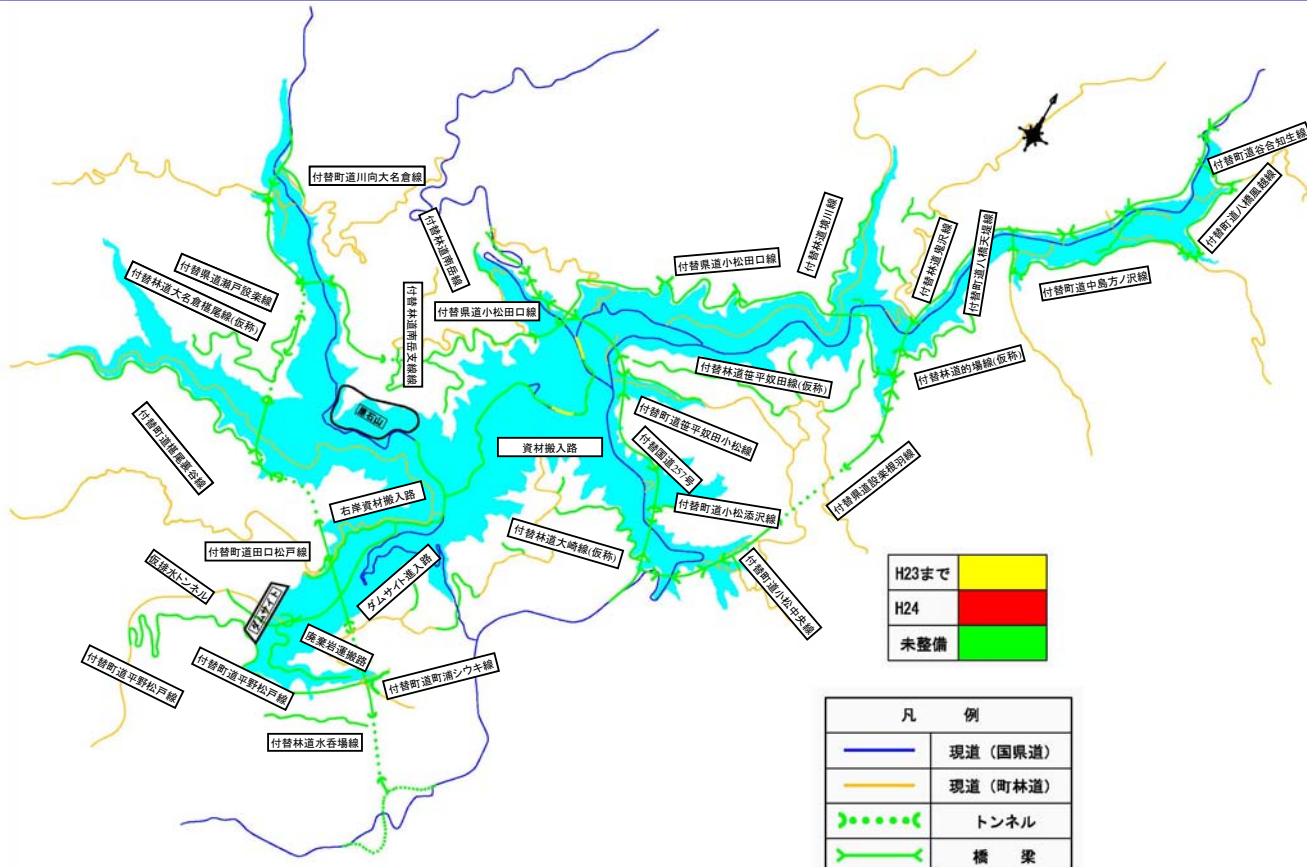 付替町道川向大名倉線
付替林道南岳線
付替県道瀬戸設楽線
付替林道大名倉椹尾線(仮称)
付替林道南岳支線線
付替県道小松田口線
付替県道小松田口線
付替林道境川線
付替林道鬼沢線
付替町道八橋天堤線
付替町道谷合知生線
付替町道八橋風越線
付替町道中島方ノ沢線
付替林道的場線(仮称)
付替林道笹平奴田線(仮称)
付替町道笹平奴田小松線
原石山
資材搬入路
付替国道257号
付替町道小松添沢線
付替県道設楽根羽線
付替町道椹尾裏谷線
右岸資材搬入路
付替町道田口松戸線
付替林道大崎線(仮称)
付替町道小松中央線
仮排水トンネル
ダムサイト
ダムサイト進入路
廃棄岩運搬路
付替町道町浦シウキ線
付替町道平野松戸線
付替町道平野松戸線
付替林道水呑場線
H23まで
H24
未整備
凡 例
現道(国県道)
現道(町林道)
トンネル
橋 梁